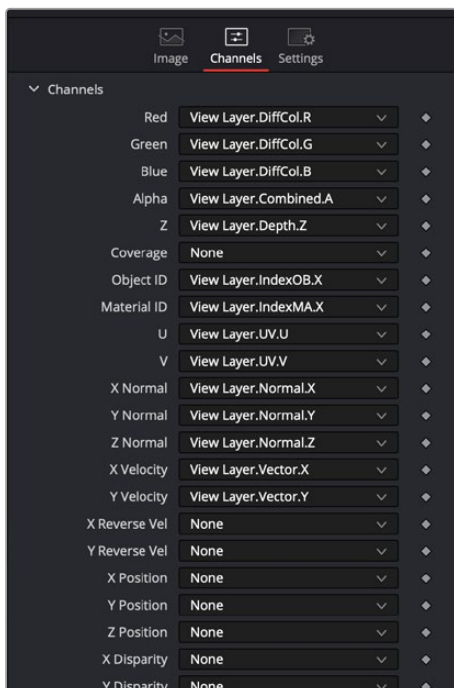 Image Channels Settings
Channels
Red View Layer.DiffCol.R
Green View Layer.DiffCol.G
Blue View Layer.DiffCol.B
Alpha View Layer.Combined.A
Z View Layer.Depth.Z
Coverage None
Object ID View Layer.IndexOB.X
Material ID View Layer.IndexMA.X
U View Layer.UV.U
V View Layer.UV.V
X Normal View Layer.Normal.X
Y Normal View Layer.Normal.Y
Z Normal View Layer.Normal.Z
X Velocity View Layer.Vector.X
Y Velocity View Layer.Vector.Y
X Reverse Vel None
Y Reverse Vel None
X Position None
Y Position None
Z Position None
X Disparity None
Y Disparity None